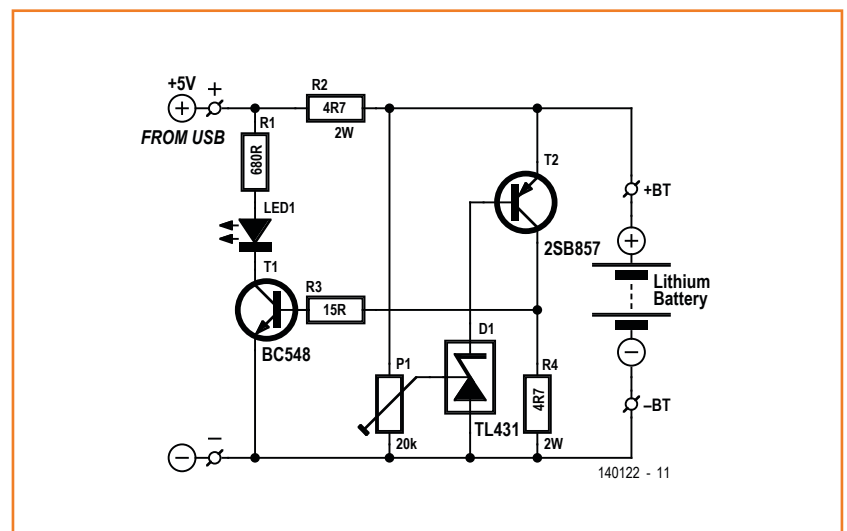 +5V
+
FROM USB
R1
680R
R2
4R7
2W
T2
2SB857
+BT
+
LED1
T1
BC548
R3
15R
D1
TL431
Lithium
Battery
P1
20k
R4
4R7
2W
−
–BT
−
−
140122 - 11